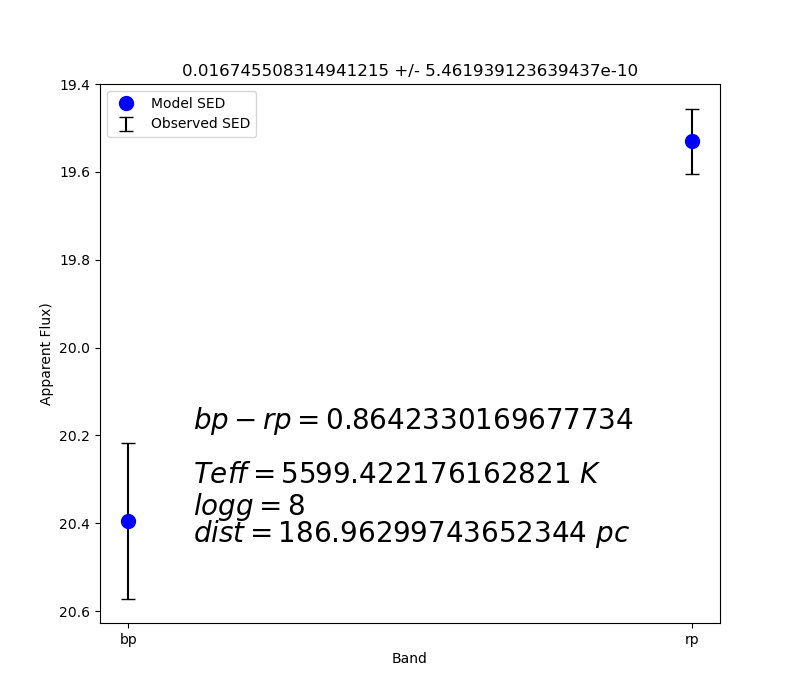 0.016745508314941215 +/- 5.461939123639437e-10
19.4
Model SED
Observed SED
19.6
19.8
20.0
Apparent Flux)
bp − rp = 0.8642330169677734
20.2
Teff = 5599.422176162821 K
logg = 8
20.4
dist = 186.96299743652344 pc
20.6
bp
rp
Band